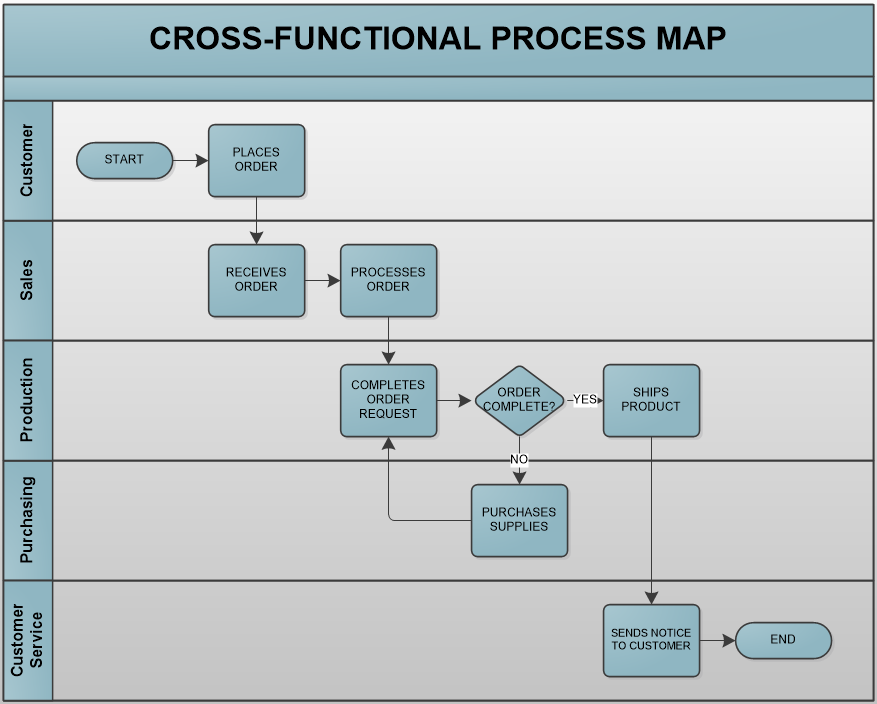 CROSS-FUNCTIONAL PROCESS MAP
Customer
START
PLACES
ORDER
Sales
RECEIVES
ORDER
PROCESSES
ORDER
Production
COMPLETES
ORDER
REQUEST
ORDER
COMPLETE?
YES
SHIPS
PRODUCT
NO
Purchasing
PURCHASES
SUPPLIES
Customer
Service
SENDS NOTICE
TO CUSTOMER
END